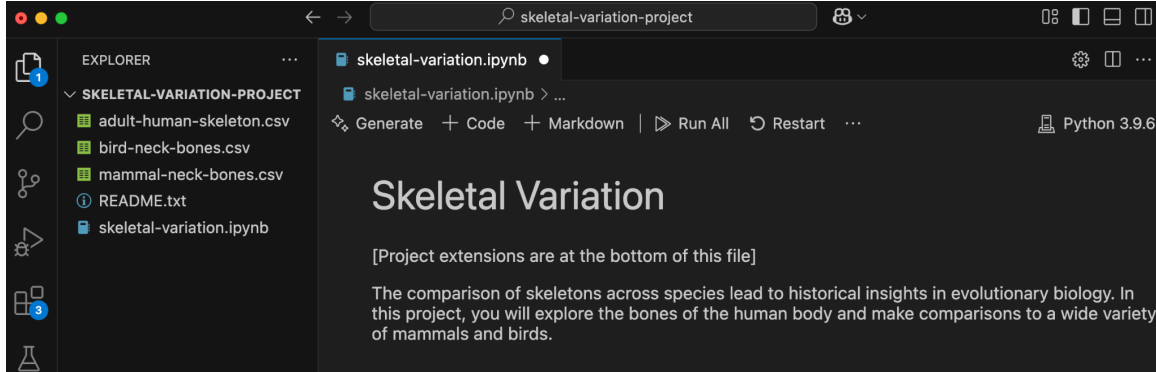 skeletal-variation-project
EXPLORER
skeletal-variation.ipynb
SKELETAL-VARIATION-PROJECT
skeletal-variation.ipynb > ...
adult-human-skeleton.csv
bird-neck-bones.csv
mammal-neck-bones.csv
README.txt
skeletal-variation.ipynb
1
3
Generate + Code + Markdown | Run All Restart ... Python 3.9.6
Skeletal Variation
[Project extensions are at the bottom of this file]
The comparison of skeletons across species lead to historical insights in evolutionary biology. In
this project, you will explore the bones of the human body and make comparisons to a wide variety
of mammals and birds.